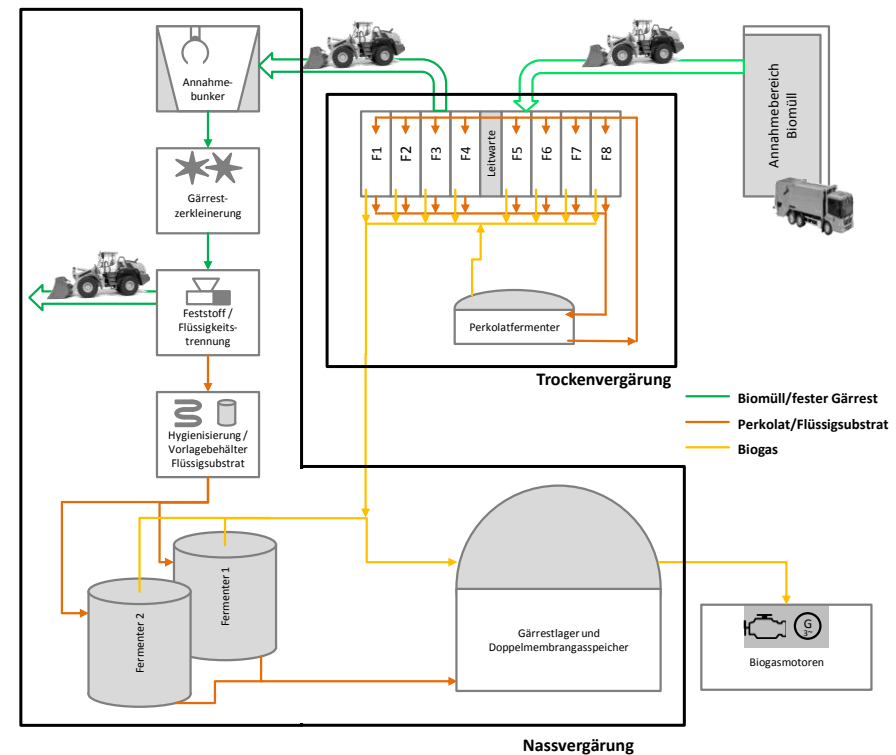 Annahme-
bunker
Annahmebereich
Biomüll
F1
F2
F3
F4
Leitwarte
F5
F6
F7
F8
Gärrest-
zerkleinerung
Feststoff /
Flüssigkeits-
trennung
Perkolatfermenter
Trockenvergärung
Biomüll/fester Gärrest
Perkolat/Flüssigsubstrat
Biogas
Hygienisierung /
Vorlagebehälter
Flüssigsubstrat
Fermenter 1
Fermenter 2
Gärrestlager und
Doppelmembrangasspeicher
G
3~
Biogasmotoren
Nassvergärung